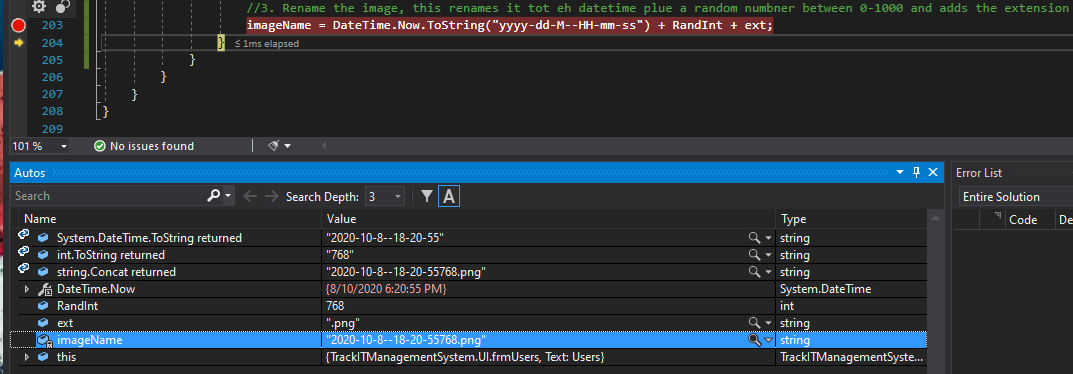 //3. Rename the image, this renames it tot eh datetime plue a random numbner between 0-1000 and adds the extension
203 imageName = DateTime.Now.ToString("yyyy-dd-M--HH-mm-ss") + RandInt + ext;
204 } ≤ 1ms elapsed
205 }
206 }
207 }
208 }
209
101 % No issues found
Autos
Search Search Depth: 3 A
Name Value Type
System.DateTime.ToString returned "2020-10-8--18-20-55" string
int.ToString returned "768" string
string.Concat returned "2020-10-8--18-20-55768.png" string
DateTime.Now {8/10/2020 6:20:55 PM} System.DateTime
RandInt 768 int
ext ".png" string
imageName "2020-10-8--18-20-55768.png" string
this {TrackITManagementSystem.UI.frmUsers, Text: Users} TrackITManagementSyste...
Error List
Entire Solution
Code De